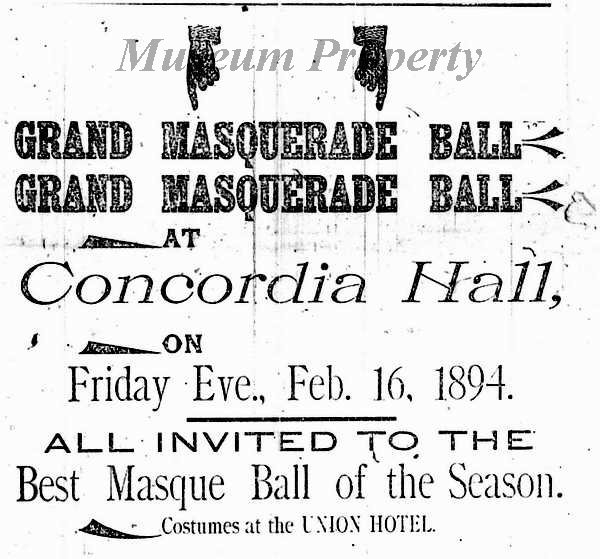 Museum Property
GRAND MASQUERADE BALL
GRAND MASQUERADE BALL
AT
Concordia Hall,
ON
Friday Eve., Feb. 16, 1894.
ALL INVITED TO THE
Best Masque Ball of the Season.
Costumes at the UNION HOTEL.